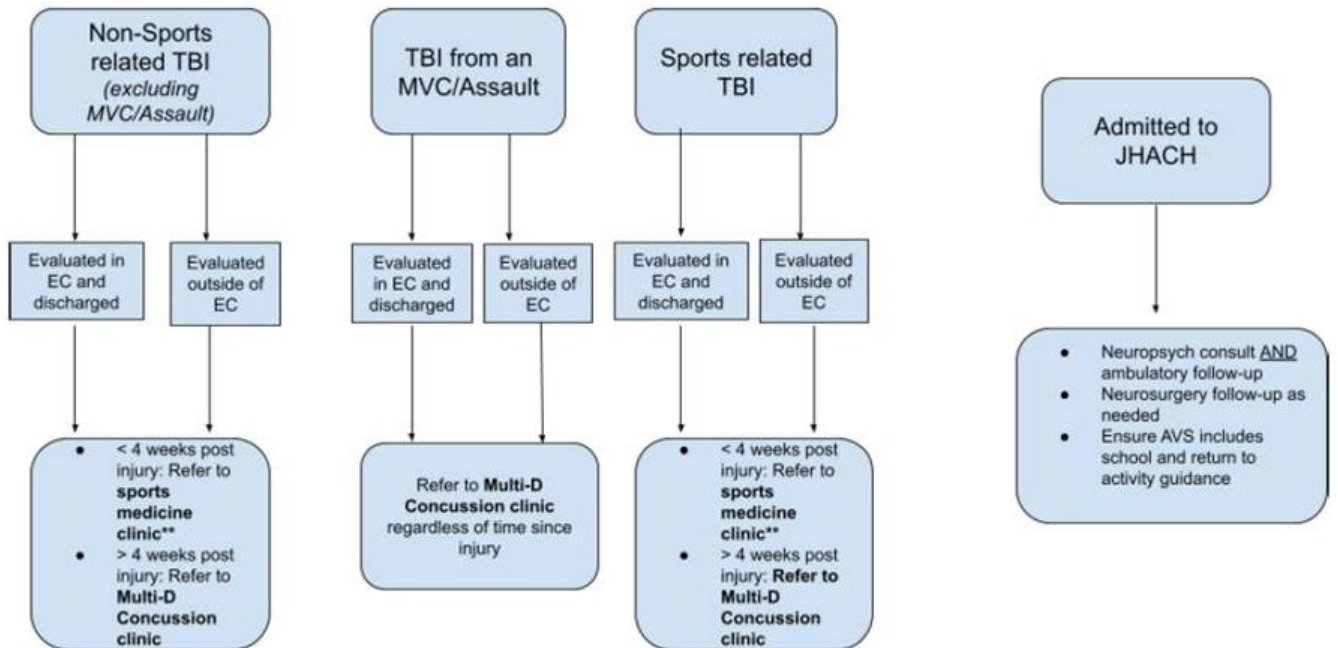 Non-Sports
related TBI
(excluding
MVC/Assault)
TBI from an
MVC/Assault
Sports related
TBI
Admitted to
JHACH
Evaluated in
EC and
discharged
Evaluated
outside of
EC
Evaluated
in EC and
discharged
Evaluated
outside of
EC
Evaluated in
EC and
discharged
Evaluated
outside of
EC
● < 4 weeks post
injury: Refer to
sports
medicine
clinic**
● > 4 weeks post
injury: Refer to
Multi-D
Concussion
clinic
Refer to Multi-D
Concussion clinic
regardless of time since
injury
● < 4 weeks post
injury: Refer to
sports
medicine
clinic**
● > 4 weeks post
injury: Refer to
Multi-D
Concussion
clinic
● Neuropsych consult AND
ambulatory follow-up
● Neurosurgery follow-up as
needed
● Ensure AVS includes
school and return to
activity guidance